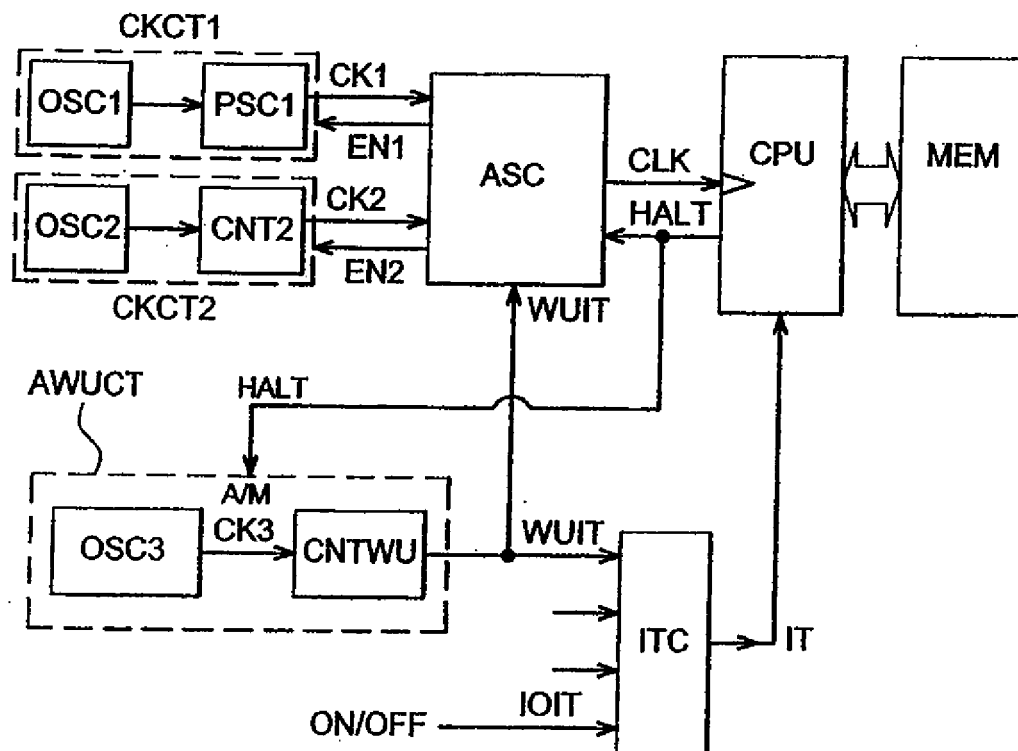 CKCT1
OSC1
PSC1
CK1
EN1
OSC2
CNT2
CK2
EN2
CKCT2
ASC
CLK
HALT
CPU
MEM
WUIT
AWUCT
HALT
A/M
OSC3
CK3
CNTWU
WUIT
ITC
IT
IOIT
ON/OFF